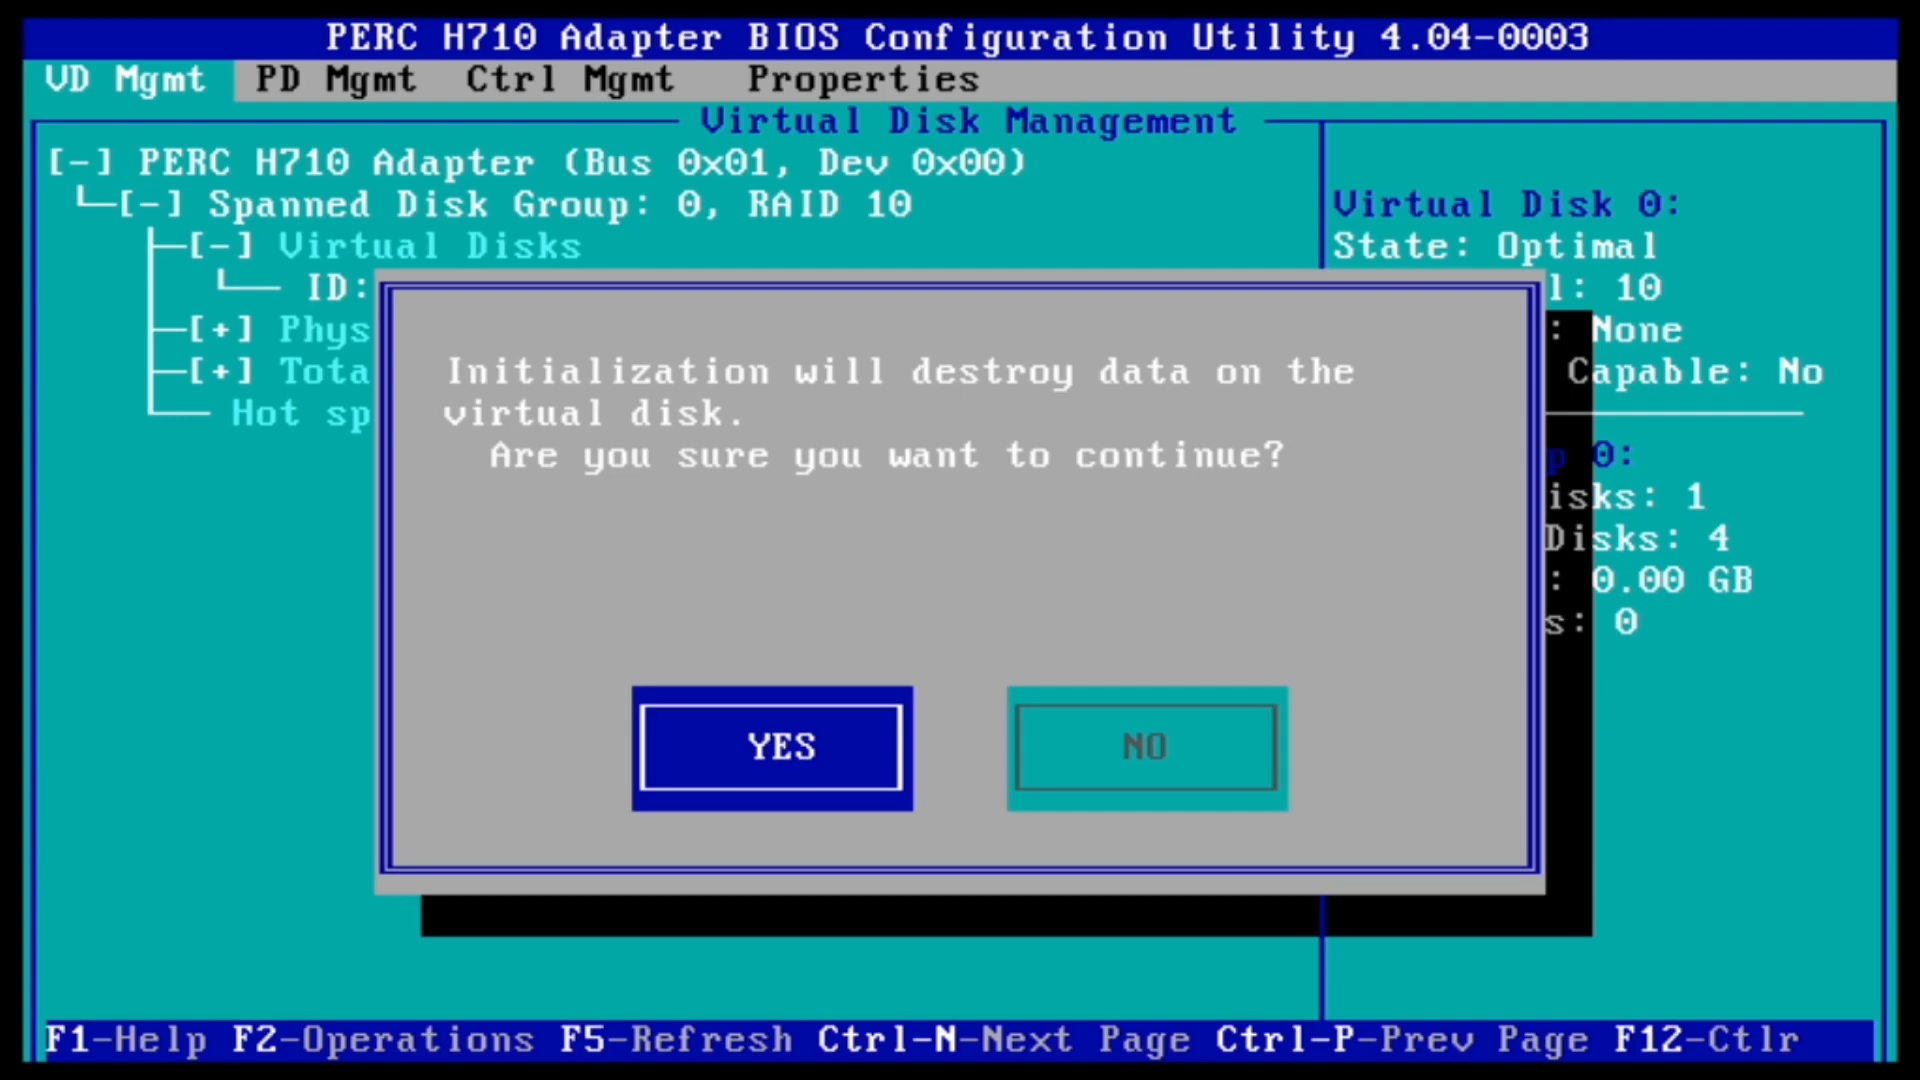 PERC H710 Adapter BIOS Configuration Utility 4.04-0003
VD Mgmt PD Mgmt Ctrl Mgmt Properties
Virtual Disk Management
[-] PERC H710 Adapter (Bus 0x01, Dev 0x00)
[-] Spanned Disk Group: 0, RAID 10
[-] Virtual Disks
ID:
[+] Phys
[+] Tota
Hot sp
Virtual Disk 0:
State: Optimal
l: 10
: None
Capable: No
p 0:
isks: 1
Disks: 4
: 0.00 GB
s: 0
Initialization will destroy data on the
virtual disk.
Are you sure you want to continue?
YES NO
F1-Help F2-Operations F5-Refresh Ctrl-N-Next Page Ctrl-P-Prev Page F12-Ctlr